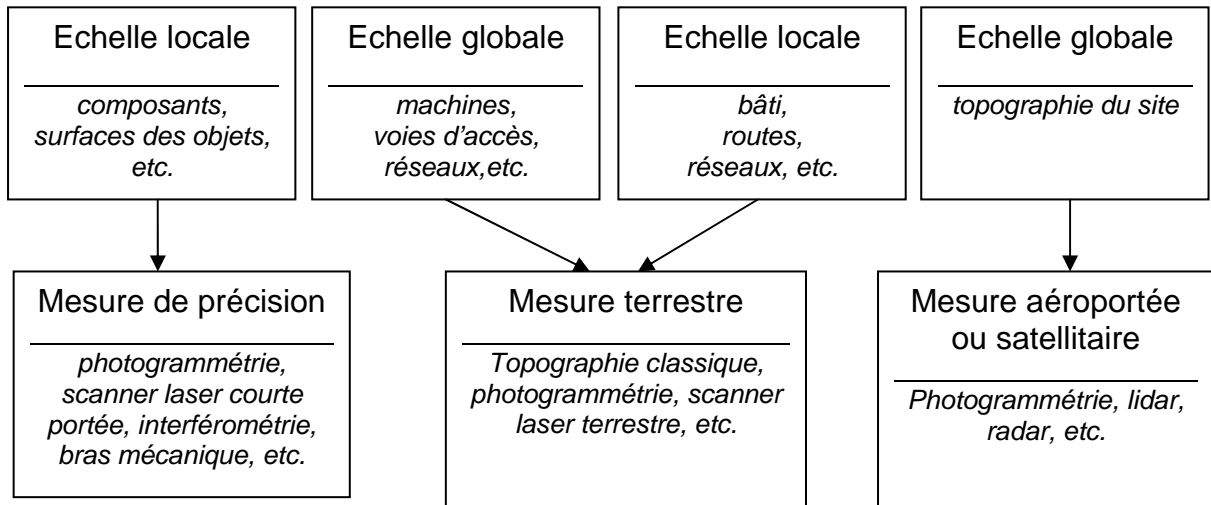 Echelle locale
composants,
surfaces des objets,
etc.
Echelle globale
machines,
voies d'accès,
réseaux,etc.
Echelle locale
bâti,
routes,
réseaux, etc.
Echelle globale
topographie du site
Mesure de précision
photogrammétrie,
scanner laser courte
portée, interférométrie,
bras mécanique, etc.
Mesure terrestre
Topographie classique,
photogrammétrie, scanner
laser terrestre, etc.
Mesure aéroportée
ou satellitaire
Photogrammétrie, lidar,
radar, etc.